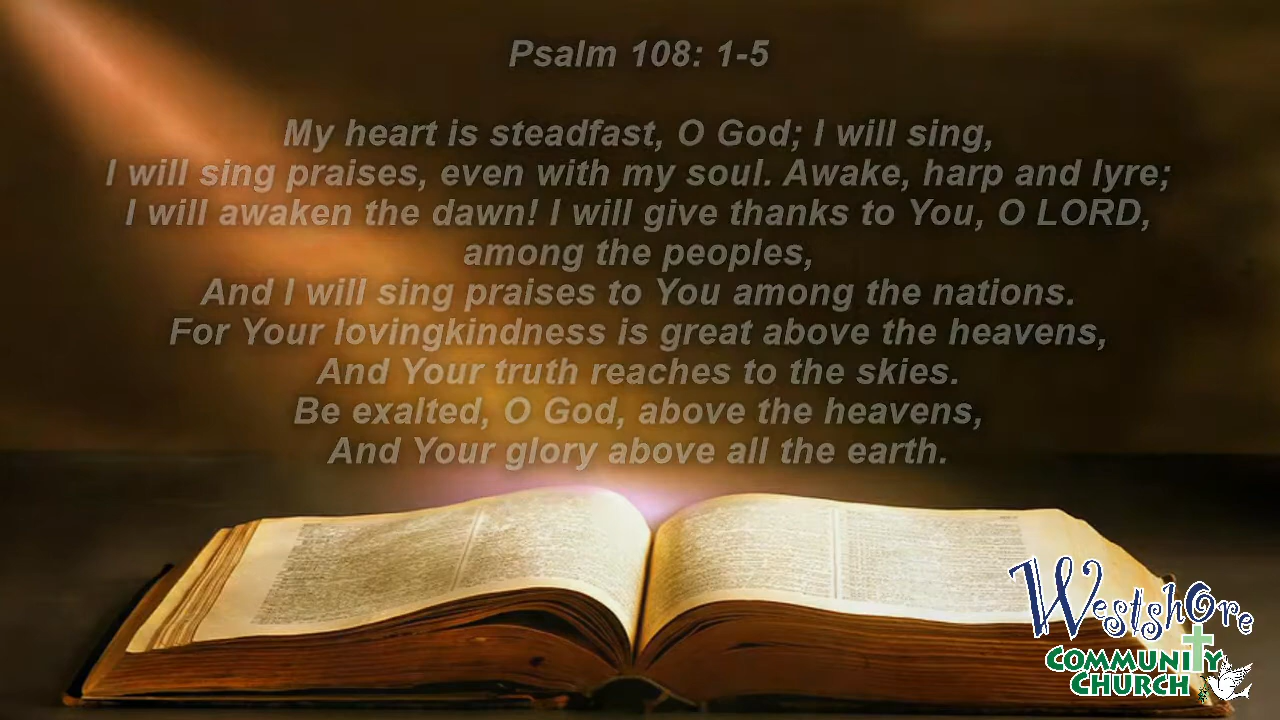 Psalm 108: 1-5
My heart is steadfast, O God; I will sing,
I will sing praises, even with my soul. Awake, harp and lyre;
I will awaken the dawn! I will give thanks to You, O LORD,
among the peoples,
And I will sing praises to You among the nations.
For Your lovingkindness is great above the heavens,
And Your truth reaches to the skies.
Be exalted, O God, above the heavens,
And Your glory above all the earth.
Westshore
COMMUNITY
CHURCH